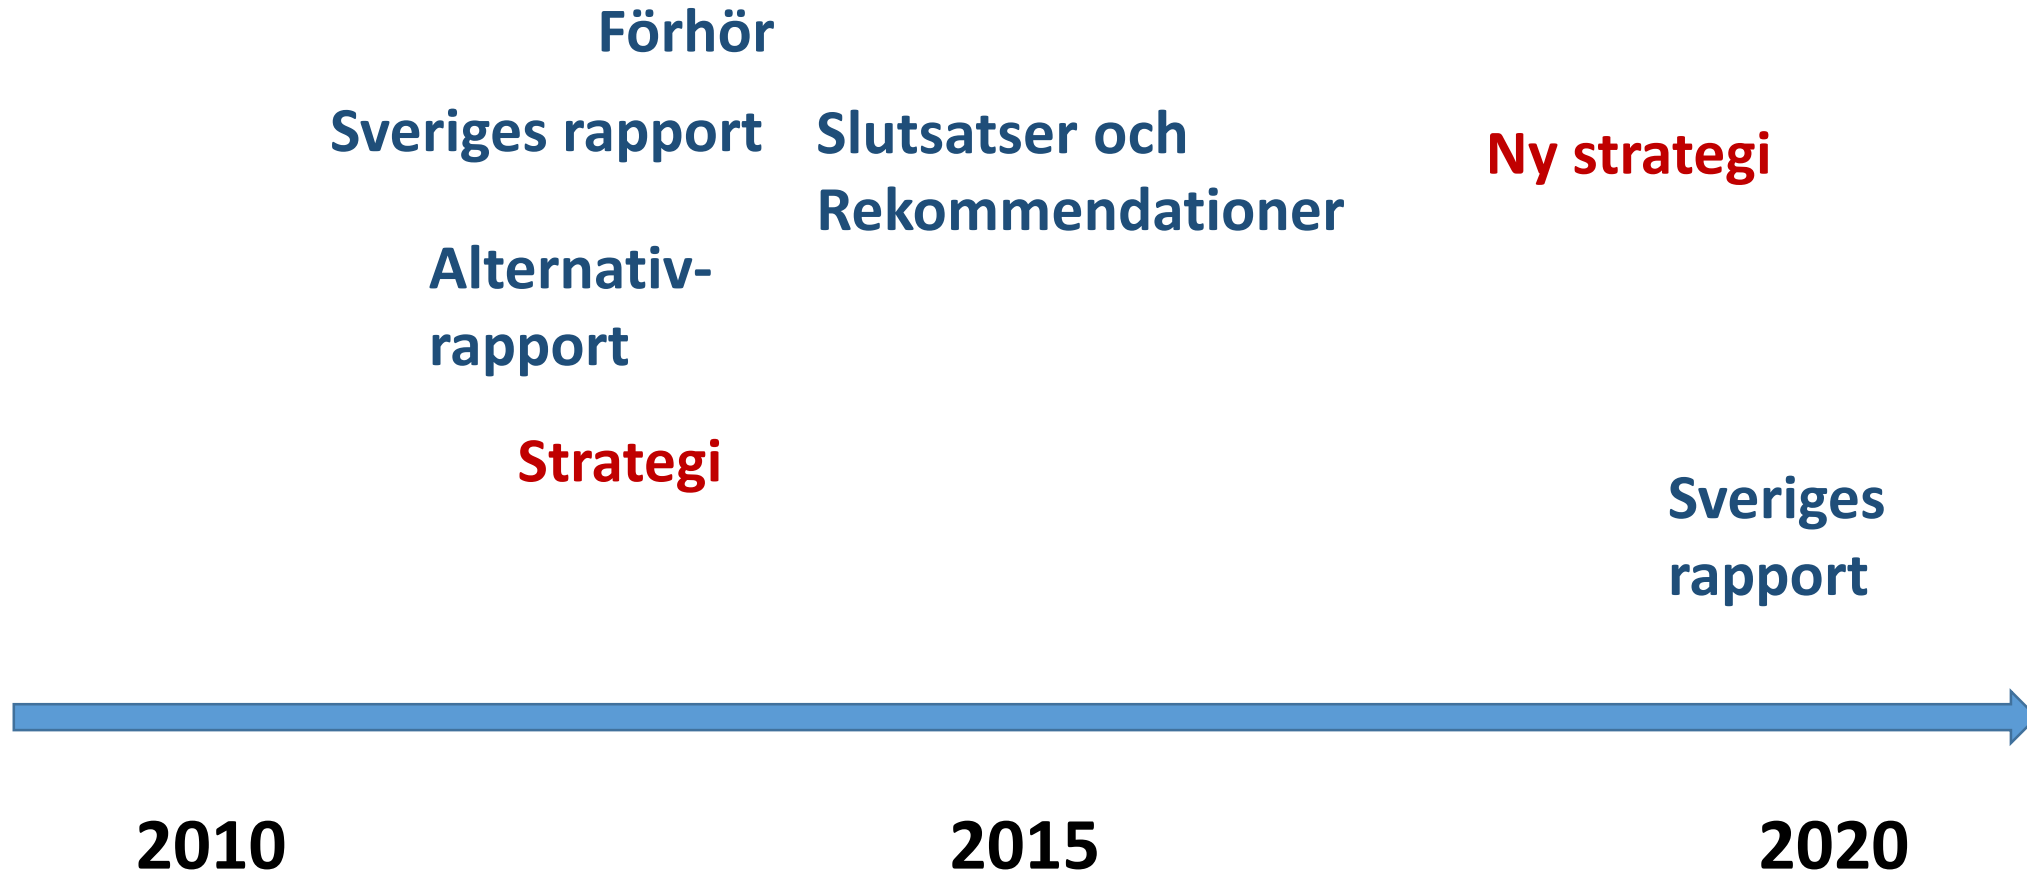 Förhör
Sveriges rapport
Slutsatser och
Rekommendationer
Ny strategi
Alternativ-
rapport
Strategi
Sveriges
rapport
2010
2015
2020